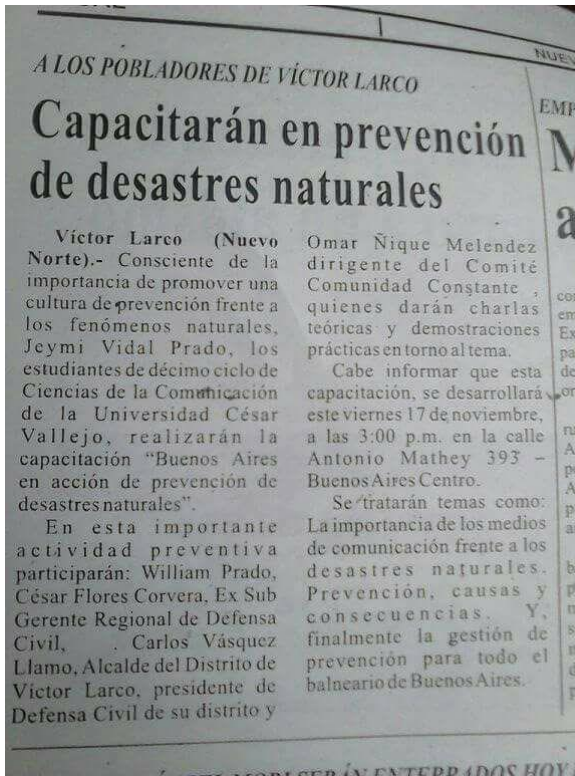 NUEV
A LOS POBLADORES DE VÍCTOR LARCO
Capacitarán en prevención
de desastres naturales
Víctor Larco (Nuevo
Norte).- Consciente de la
importancia de promover una
cultura de prevención frente a
los fenómenos naturales,
Jeymi Vidal Prado, los
estudiantes de décimo ciclo de
Ciencias de la Comunicación
de la Universidad César
Vallejo, realizarán la
capacitación “Buenos Aires
en acción de prevención de
desastres naturales”.
En esta importante
actividad preventiva
participarán: William Prado,
César Flores Corvera, Ex Sub
Gerente Regional de Defensa
Civil, . Carlos Vásquez
Llamo, Alcalde del Distrito de
Víctor Larco, presidente de
Defensa Civil de su distrito y
Omar Ñique Melendez
dirigente del Comité
Comunidad Constante ,
quienes darán charlas
teóricas y demostraciones
prácticas en torno al tema.
Cabe informar que esta
capacitación, se desarrollará
este viernes 17 de noviembre,
a las 3:00 p.m. en la calle
Antonio Mathey 393 –
Buenos Aires Centro.
Se tratarán temas como:
La importancia de los medios
de comunicación frente a los
desastres naturales.
Prevención, causas y
consecuencias. Y,
finalmente la gestión de
prevención para todo el
balneario de Buenos Aires.
EMP
M
a
SERÁN ENTERRADOS HOY